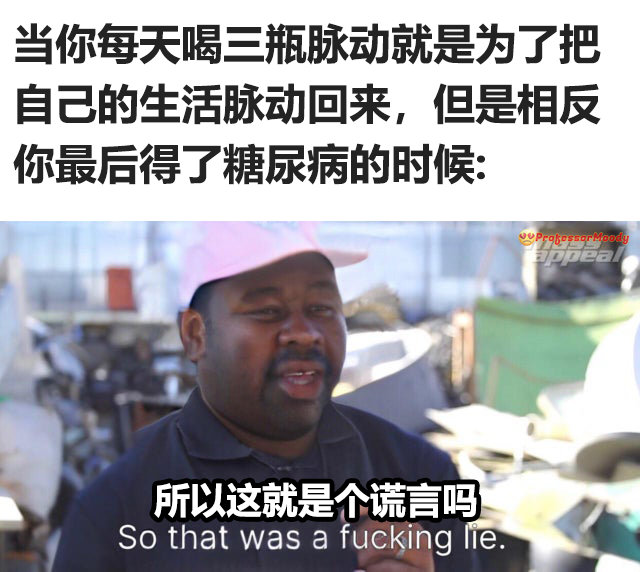 当你每天喝三瓶脉动就是为了把
自己的生活脉动回来，但是相反
你最后得了糖尿病的时候:
ProfessorMoody
appeal
所以这就是个谎言吗
So that was a fucking lie.